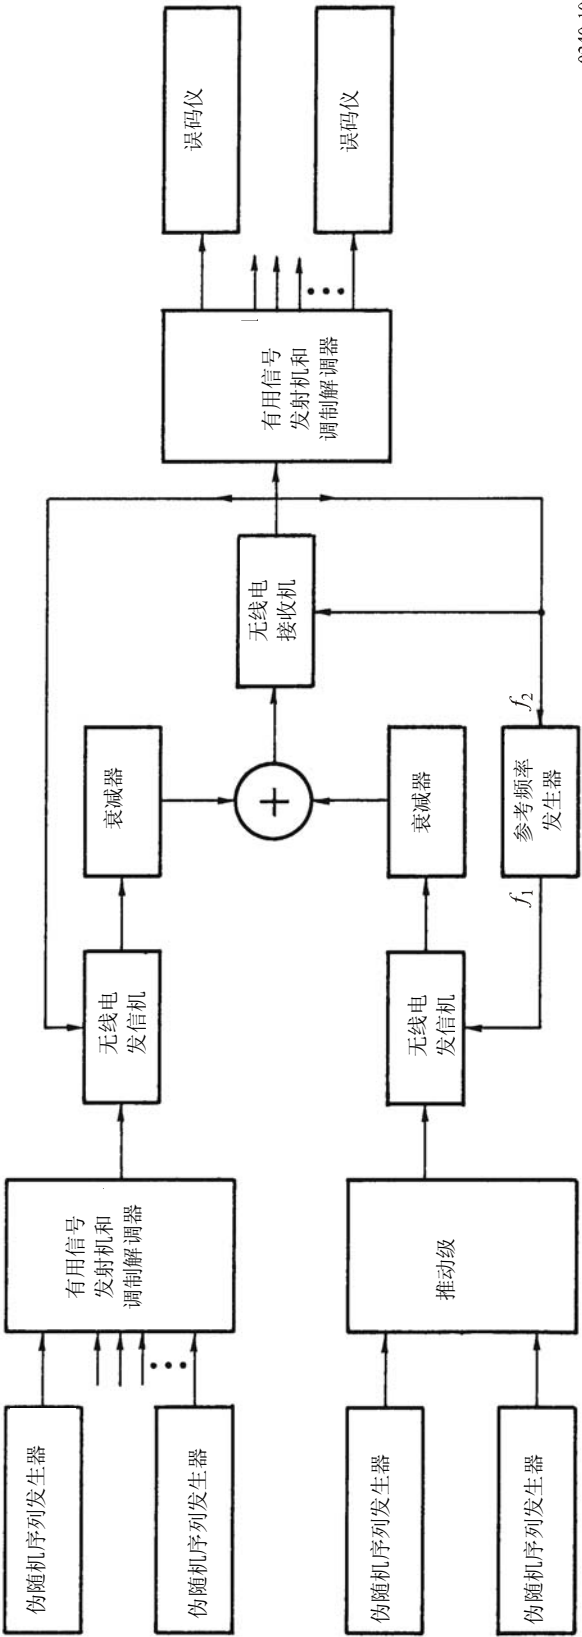 伪随机序列发生器
伪随机序列发生器
有用信号
发射机和
调制解调器
无线电
发信机
衰减器
无线电
接收机
有用信号
发射机和
调制解调器
误码仪
误码仪
伪随机序列发生器
伪随机序列发生器
推动级
无线电
发信机
衰减器
f1
参考频率
发生器
f2